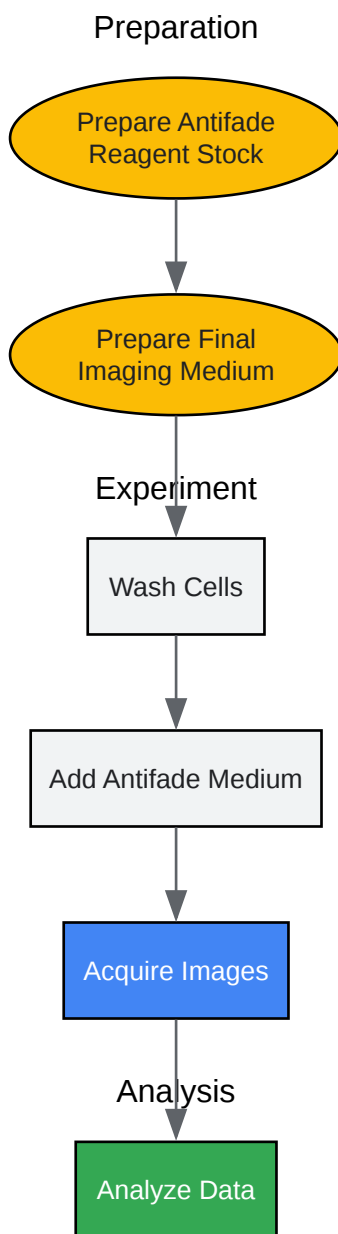 Preparation
Prepare Antifade
Reagent Stock
Prepare Final
Imaging Medium
Experiment
Wash Cells
Add Antifade Medium
Acquire Images
Analysis
Analyze Data